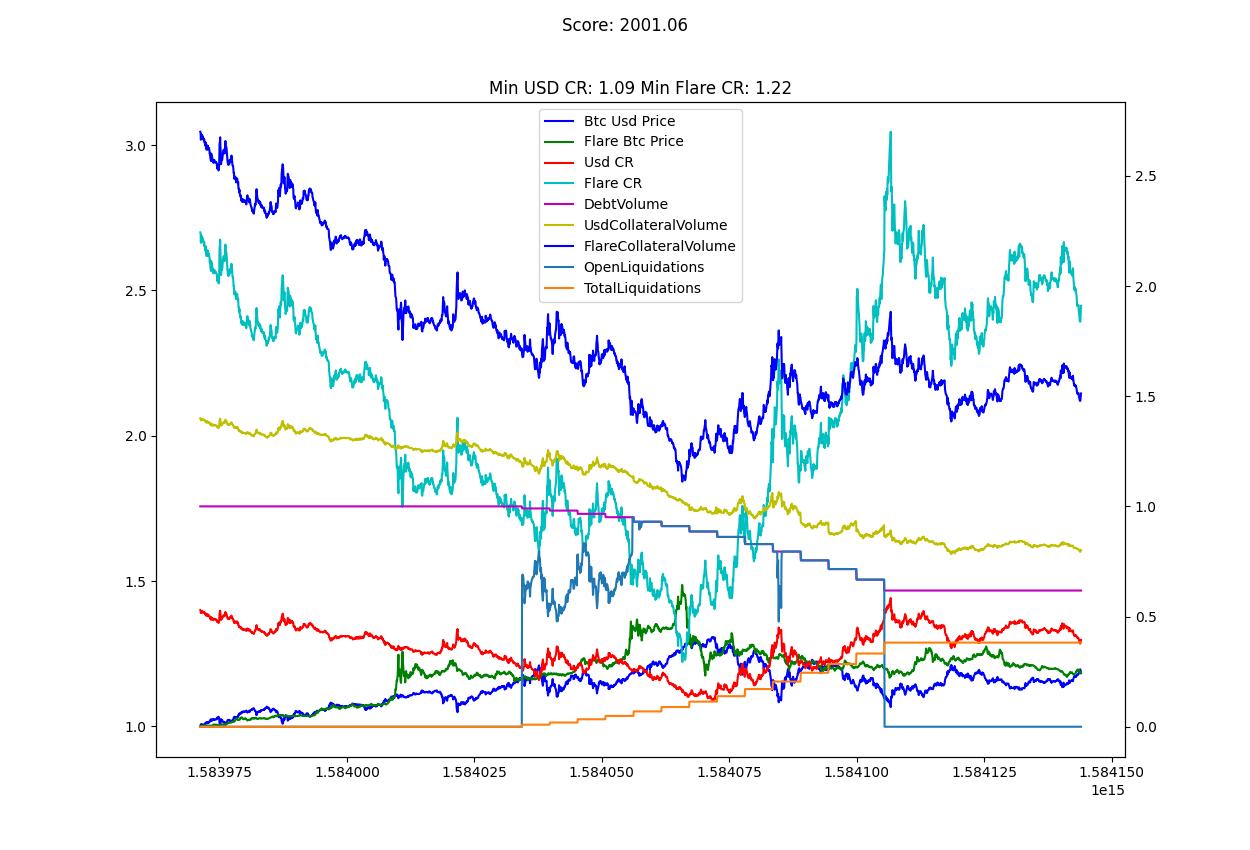 Score: 2001.06
Min USD CR: 1.09 Min Flare CR: 1.22
Btc Usd Price
Flare Btc Price
Usd CR
Flare CR
DebtVolume
UsdCollateralVolume
FlareCollateralVolume
OpenLiquidations
TotalLiquidations
3.0
2.5
2.0
1.5
1.0
2.5
2.0
1.5
1.0
0.5
0.0
1.583975 1.584000 1.584025 1.584050 1.584075 1.584100 1.584125 1.584150
1e15